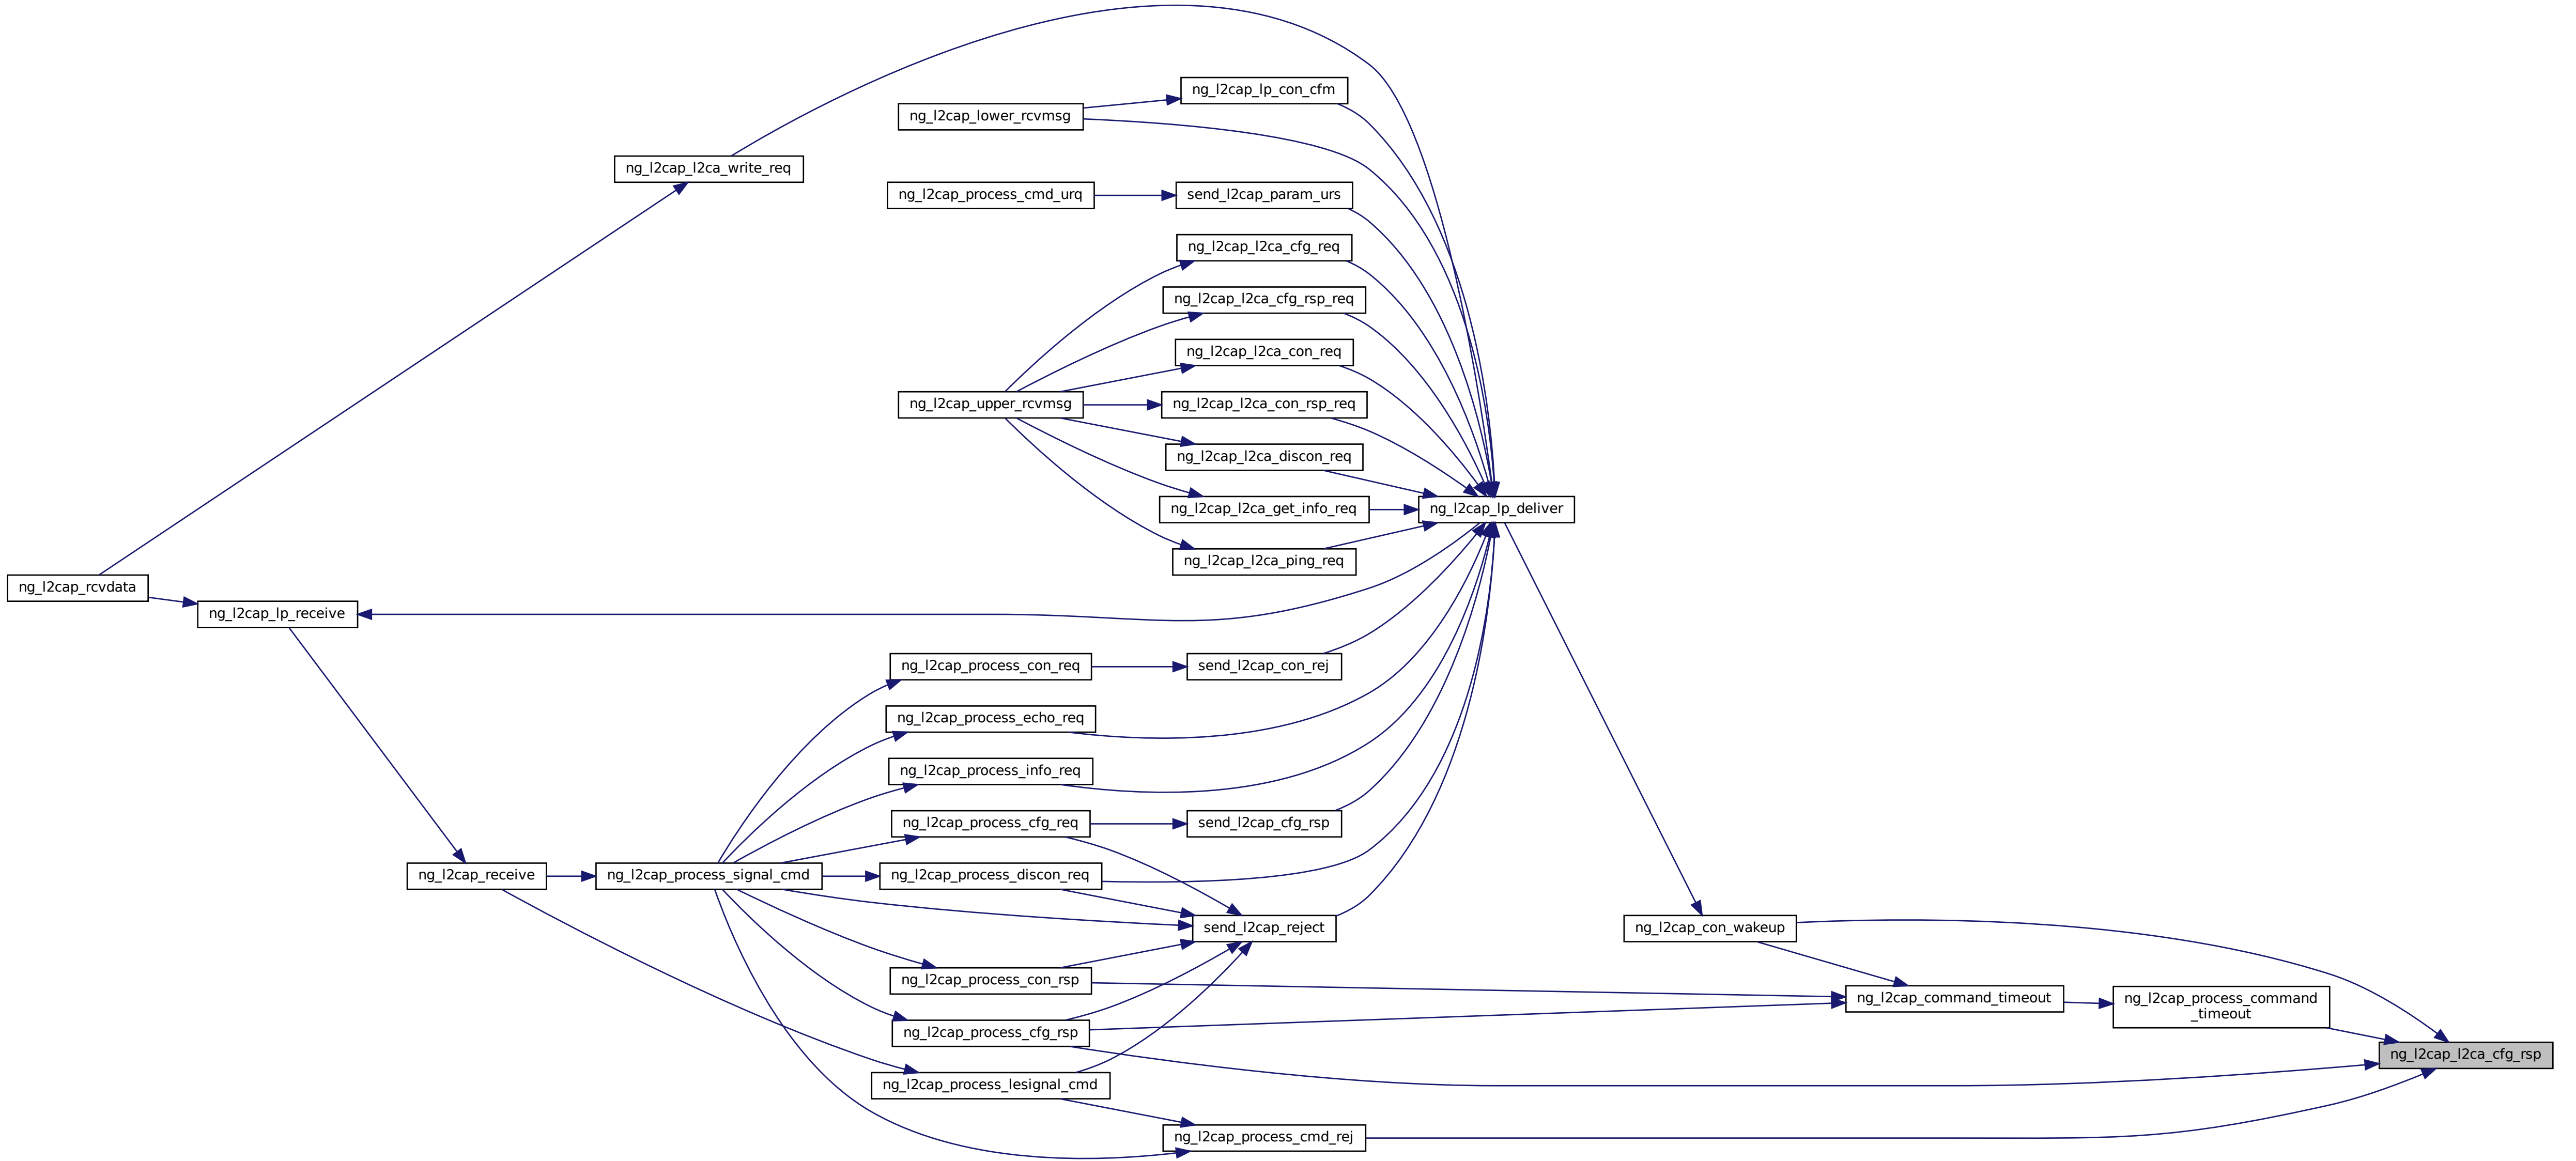 ng_l2cap_lp_con_cfm
ng_l2cap_lower_rcvmsg
ng_l2cap_l2ca_write_req
ng_l2cap_process_cmd_urq
send_l2cap_param_urs
ng_l2cap_l2ca_cfg_req
ng_l2cap_l2ca_cfg_rsp_req
ng_l2cap_l2ca_con_req
ng_l2cap_upper_rcvmsg
ng_l2cap_l2ca_con_rsp_req
ng_l2cap_l2ca_discon_req
ng_l2cap_l2ca_get_info_req
ng_l2cap_lp_deliver
ng_l2cap_l2ca_ping_req
ng_l2cap_rcvdata
ng_l2cap_lp_receive
ng_l2cap_process_con_req
send_l2cap_con_rej
ng_l2cap_process_echo_req
ng_l2cap_process_info_req
ng_l2cap_process_cfg_req
send_l2cap_cfg_rsp
ng_l2cap_receive
ng_l2cap_process_signal_cmd
ng_l2cap_process_discon_req
send_l2cap_reject
ng_l2cap_con_wakeup
ng_l2cap_process_con_rsp
ng_l2cap_command_timeout
ng_l2cap_process_command
_timeout
ng_l2cap_process_cfg_rsp
ng_l2cap_l2ca_cfg_rsp
ng_l2cap_process_lesignal_cmd
ng_l2cap_process_cmd_rej